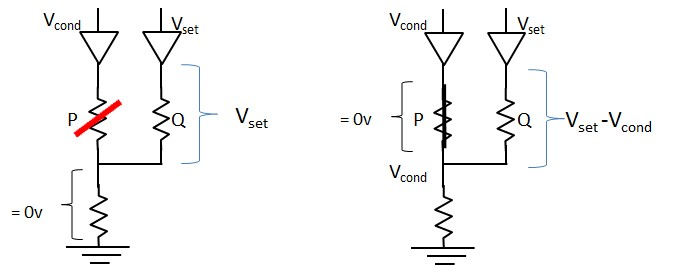 Vcond
Vset
P
Q
Vset
= 0v
Vcond
Vset
= 0v
P
Q
Vset -Vcond
Vcond